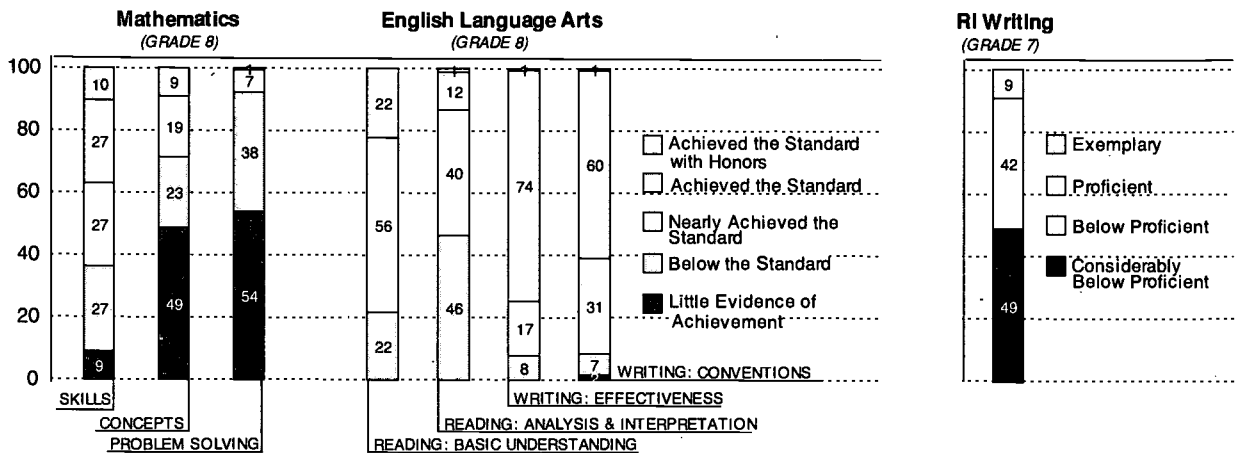 Mathematics
(GRADE 8)
English Language Arts
(GRADE 8)
RI Writing
(GRADE 7)
100
80
60
40
20
0
10
27
27
27
9
9
19
23
49
7
38
54
22
56
22
1
12
40
46
1
74
17
8
1
60
31
7
2
Achieved the Standard
with Honors
Achieved the Standard
Nearly Achieved the
Standard
Below the Standard
Little Evidence of
Achievement
9
42
49
Exemplary
Proficient
Below Proficient
Considerably
Below Proficient
SKILLS
CONCEPTS
PROBLEM SOLVING
WRITING: CONVENTIONS
WRITING: EFFECTIVENESS
READING: ANALYSIS & INTERPRETATION
READING: BASIC UNDERSTANDING